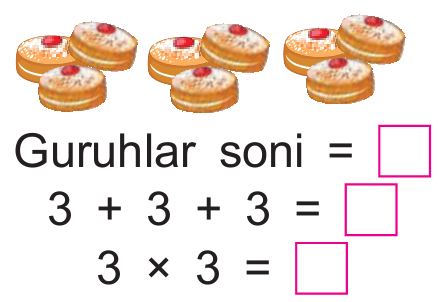 Guruhlar soni =
3 + 3 + 3 =
3 × 3 =